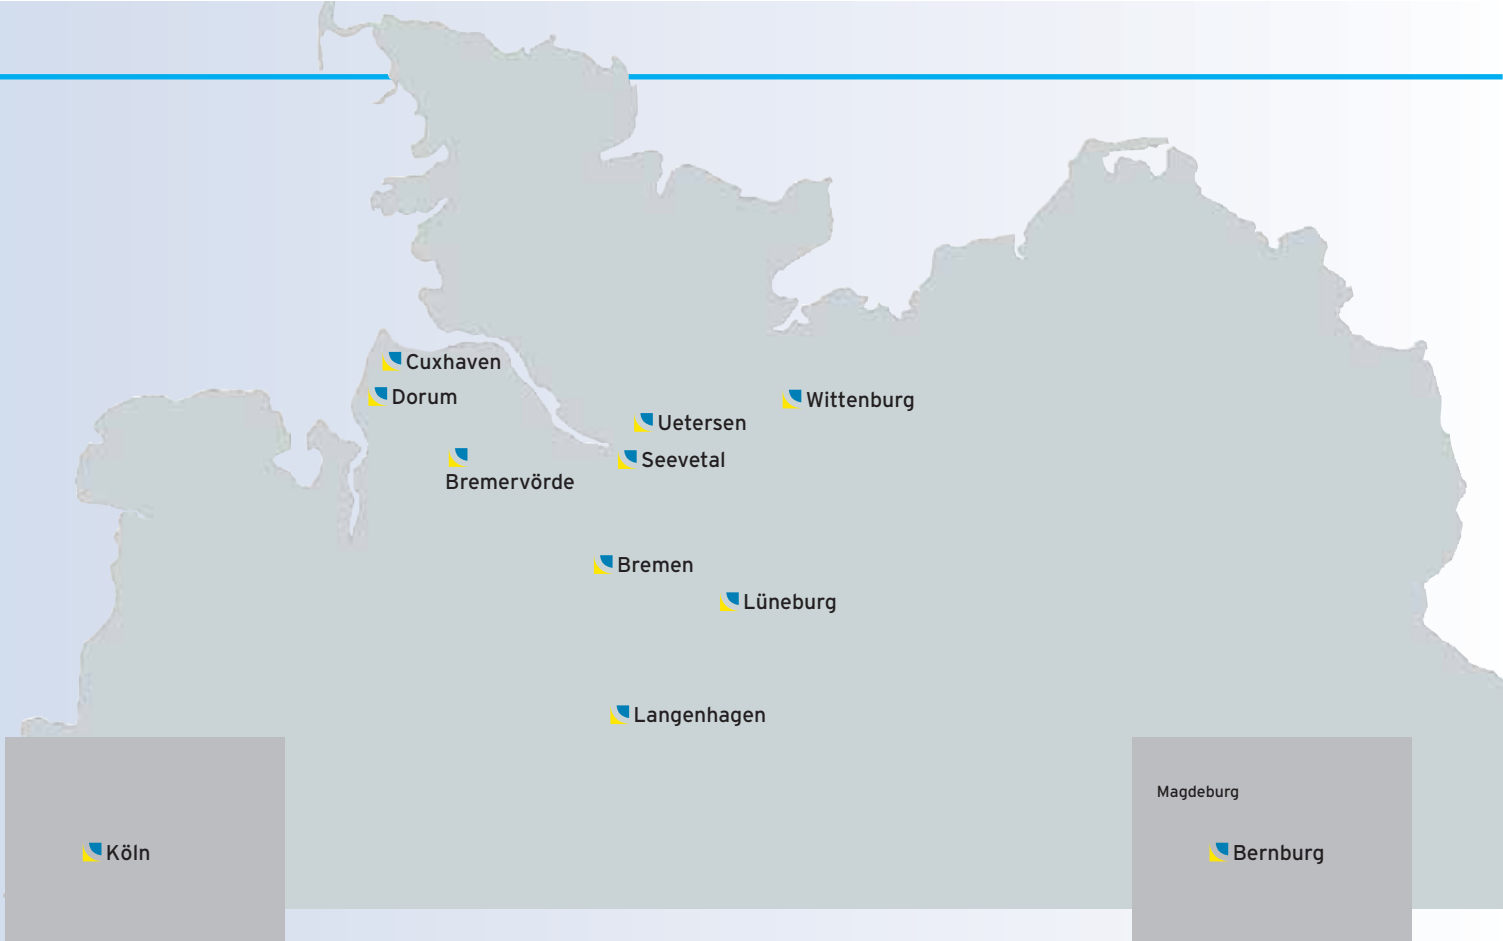 Cuxhaven
Dorum
Wittenburg
Uetersen
Seevetal
Bremervörde
Bremen
Lüneburg
Langenhagen
Magdeburg
Köln
Bernburg